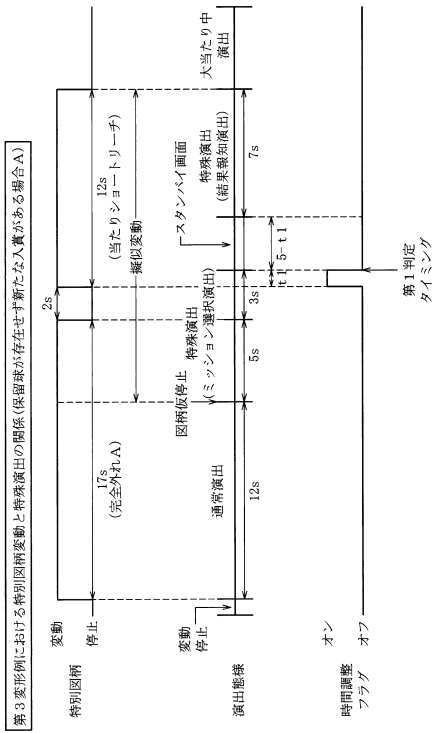 第3変形例における特別図柄変動と特殊演出の関係(保留球が存在せず新たな入賞がある場合A)
特別図柄
変動
停止
17s
(完全外れA)
2s
12s
(当たりショートリーチ)
擬似変動
図柄仮停止
演出態様
変動
停止
通常演出
特殊演出
(ミッション選択演出)
スタンバイ画面
特殊演出
(結果報知演出)
大当たり中
演出
12s
5s
3s
t1
5-t1
7s
時間調整
フラグ
オン
オフ
第1判定
タイミング